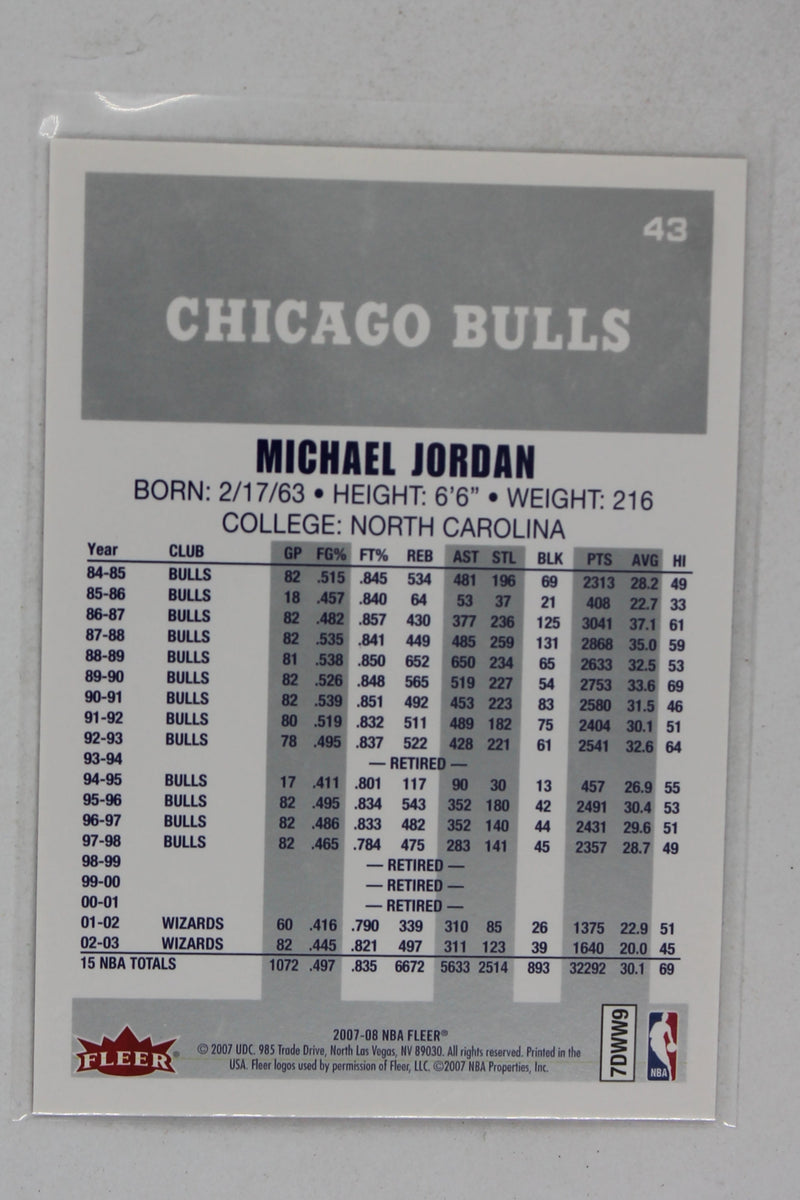 43
CHICAGO BULLS
MICHAEL JORDAN
BORN: 2/17/63 • HEIGHT: 6'6" • WEIGHT: 216
COLLEGE: NORTH CAROLINA
Year CLUB GP FG% FT% REB AST STL BLK PTS AVG HI
84-85 BULLS 82 .515 .845 534 481 196 69 2313 28.2 49
85-86 BULLS 18 .457 .840 64 53 37 21 408 22.7 33
86-87 BULLS 82 .482 .857 430 377 236 125 3041 37.1 61
87-88 BULLS 82 .535 .841 449 485 259 131 2868 35.0 59
88-89 BULLS 81 .538 .850 652 650 234 65 2633 32.5 53
89-90 BULLS 82 .526 .848 565 519 227 54 2753 33.6 69
90-91 BULLS 82 .539 .851 492 453 223 83 2580 31.5 46
91-92 BULLS 80 .519 .832 511 489 182 75 2404 30.1 51
92-93 BULLS 78 .495 .837 522 428 221 61 2541 32.6 64
93-94 — RETIRED —
94-95 BULLS 17 .411 .801 117 90 30 13 457 26.9 55
95-96 BULLS 82 .495 .834 543 352 180 42 2491 30.4 53
96-97 BULLS 82 .486 .833 482 352 140 44 2431 29.6 51
97-98 BULLS 82 .465 .784 475 283 141 45 2357 28.7 49
98-99 — RETIRED —
99-00 — RETIRED —
00-01 — RETIRED —
01-02 WIZARDS 60 .416 .790 339 310 85 26 1375 22.9 51
02-03 WIZARDS 82 .445 .821 497 311 123 39 1640 20.0 45
15 NBA TOTALS 1072 .497 .835 6672 5633 2514 893 32292 30.1 69
FLEER®
2007-08 NBA FLEER®
© 2007 UDC. 985 Trade Drive, North Las Vegas, NV 89030. All rights reserved. Printed in the
USA. Fleer logos used by permission of Fleer, LLC. ©2007 NBA Properties, Inc.
7DWW9
NBA